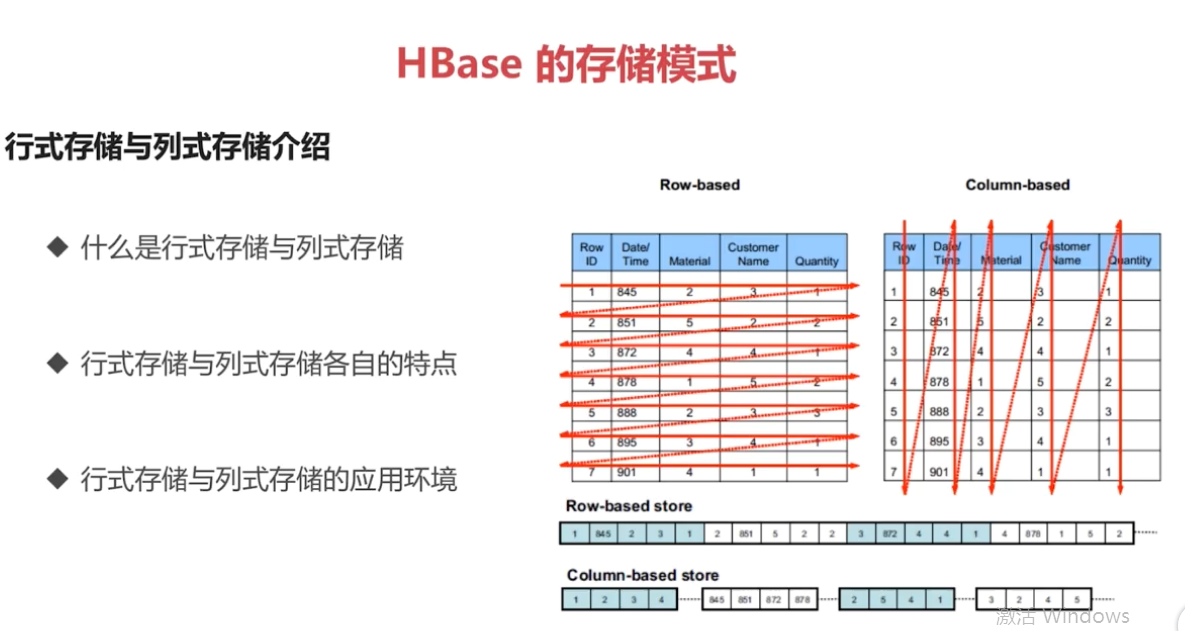 HBase 的存储模式
行式存储与列式存储介绍
◆ 什么是行式存储与列式存储
◆ 行式存储与列式存储各自的特点
◆ 行式存储与列式存储的应用环境
Row-based
Row ID Date/ Time Material Customer Name Quantity
1 845 2 3 1
2 851 5 2 2
3 872 4 4 1
4 878 1 5 2
5 888 2 3 3
6 895 3 4 1
7 901 4 1 1
Column-based
Row ID Date/ Time Material Customer Name Quantity
1 845 2 3 1
2 851 5 2 2
3 872 4 4 1
4 878 1 5 2
5 888 2 3 3
6 895 3 4 1
7 901 4 1 1
Row-based store
1 845 2 3 1 2 851 5 2 2 3 872 4 4 1 4 878 1 5 2
Column-based store
1 2 3 4 845 851 872 878 2 5 4 1 3 2 4 5
激活 Windows